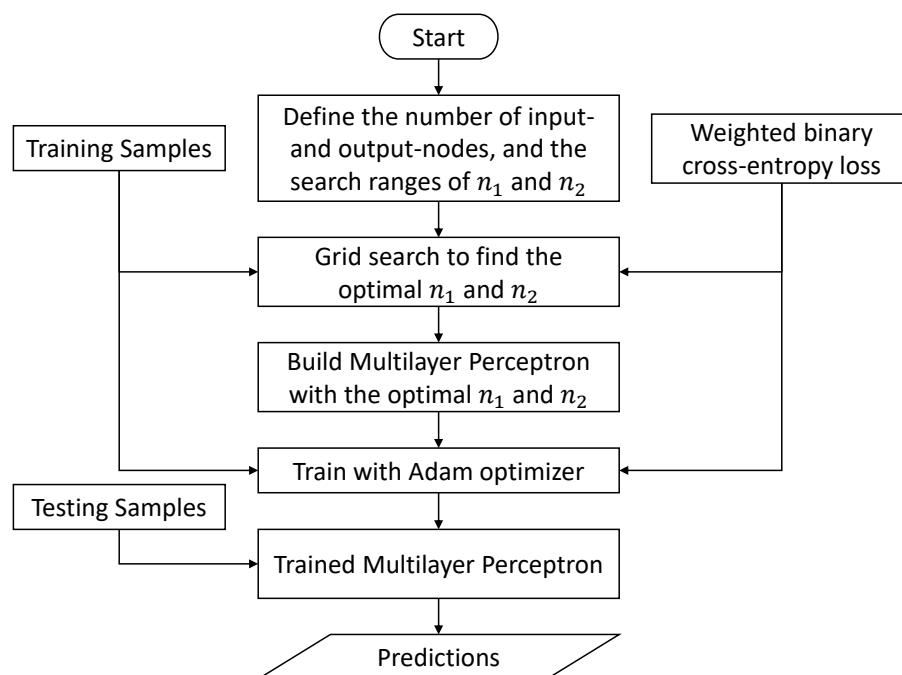 Start
Define the number of input-
and output-nodes, and the
search ranges of n₁ and n₂
Training Samples
Weighted binary
cross-entropy loss
Grid search to find the
optimal n₁ and n₂
Build Multilayer Perceptron
with the optimal n₁ and n₂
Train with Adam optimizer
Testing Samples
Trained Multilayer Perceptron
Predictions